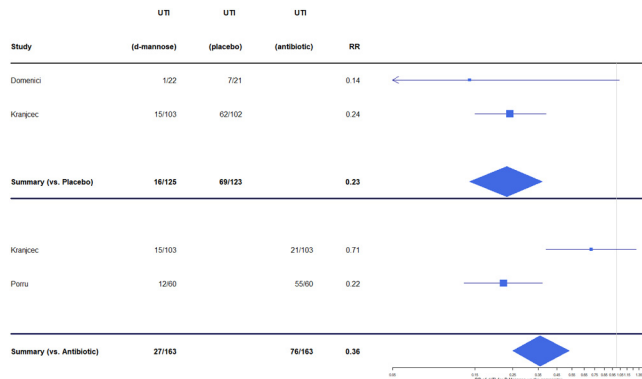 UTI UTI UTI
Study (d-mannose) (placebo) (antibiotic) RR
Domenici 1/22 7/21 0.14
Kranjcec 15/103 62/102 0.24
Summary (vs. Placebo) 16/125 69/123 0.23
Kranjcec 15/103 21/103 0.71
Porru 12/60 55/60 0.22
Summary (vs. Antibiotic) 27/163 76/163 0.36